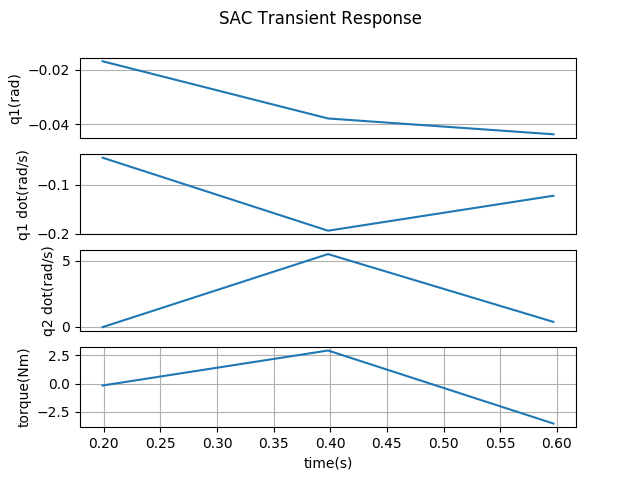 SAC Transient Response
q1(rad)
−0.02
−0.04
q1 dot(rad/s)
−0.1
−0.2
q2 dot(rad/s)
5
0
torque(Nm)
2.5
0.0
−2.5
0.20 0.25 0.30 0.35 0.40 0.45 0.50 0.55 0.60
time(s)